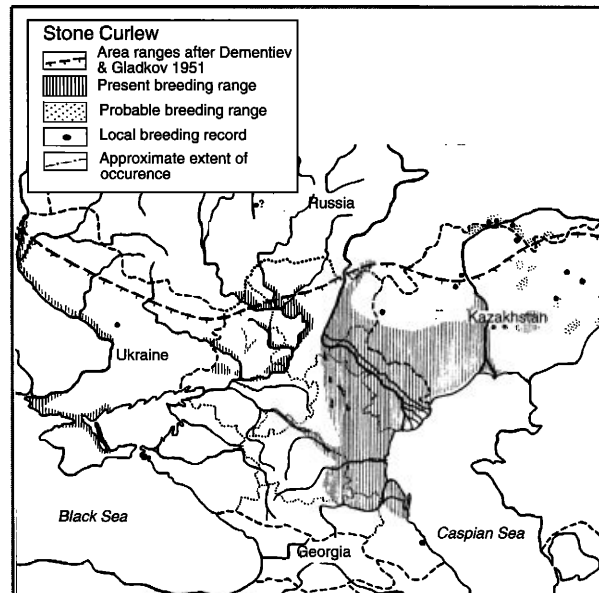 Stone Curlew
Area ranges after Dementiev
& Gladkov 1951
Present breeding range
Probable breeding range
Local breeding record
Approximate extent of
occurence
?
Russia
Kazakhstan
Ukraine
Black Sea
Caspian Sea
Georgia